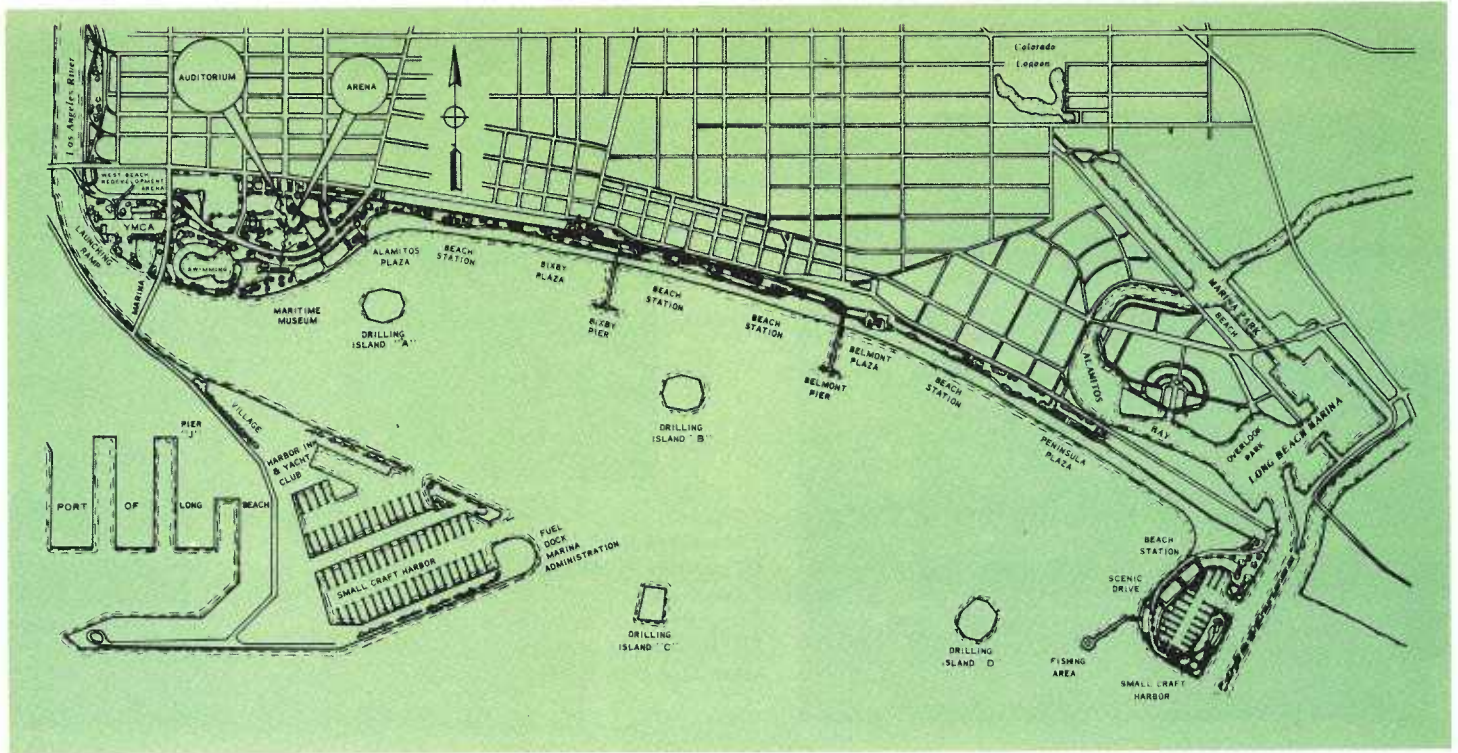 Colorado
Lagoon
AUDITORIUM
ARENA
Los Angeles River
WEST BEACH
REDEVELOPMENT
ARENA
YMCA
LAUNCHING
RAMP
MARINA
SWIMMING
MARITIME
MUSEUM
ALAMITOS
PLAZA
BEACH
STATION
BIXBY
PLAZA
BIXBY
PIER
BEACH
STATION
BEACH
STATION
BELMONT
PLAZA
BELMONT
PIER
BEACH
STATION
PENINSULA
PLAZA
ALAMITOS
BAY
MARINA PARK
BEACH
OVERLOOK
PARK
LONG BEACH MARINA
DRILLING
ISLAND "A"
DRILLING
ISLAND "B"
PIER
"J"
VILLAGE
HARBOR INN
& YACHT
CLUB
PORT OF LONG BEACH
SMALL CRAFT HARBOR
FUEL
DOCK
MARINA
ADMINISTRATION
DRILLING
ISLAND "C"
DRILLING
ISLAND D
BEACH
STATION
SCENIC
DRIVE
FISHING
AREA
SMALL CRAFT
HARBOR